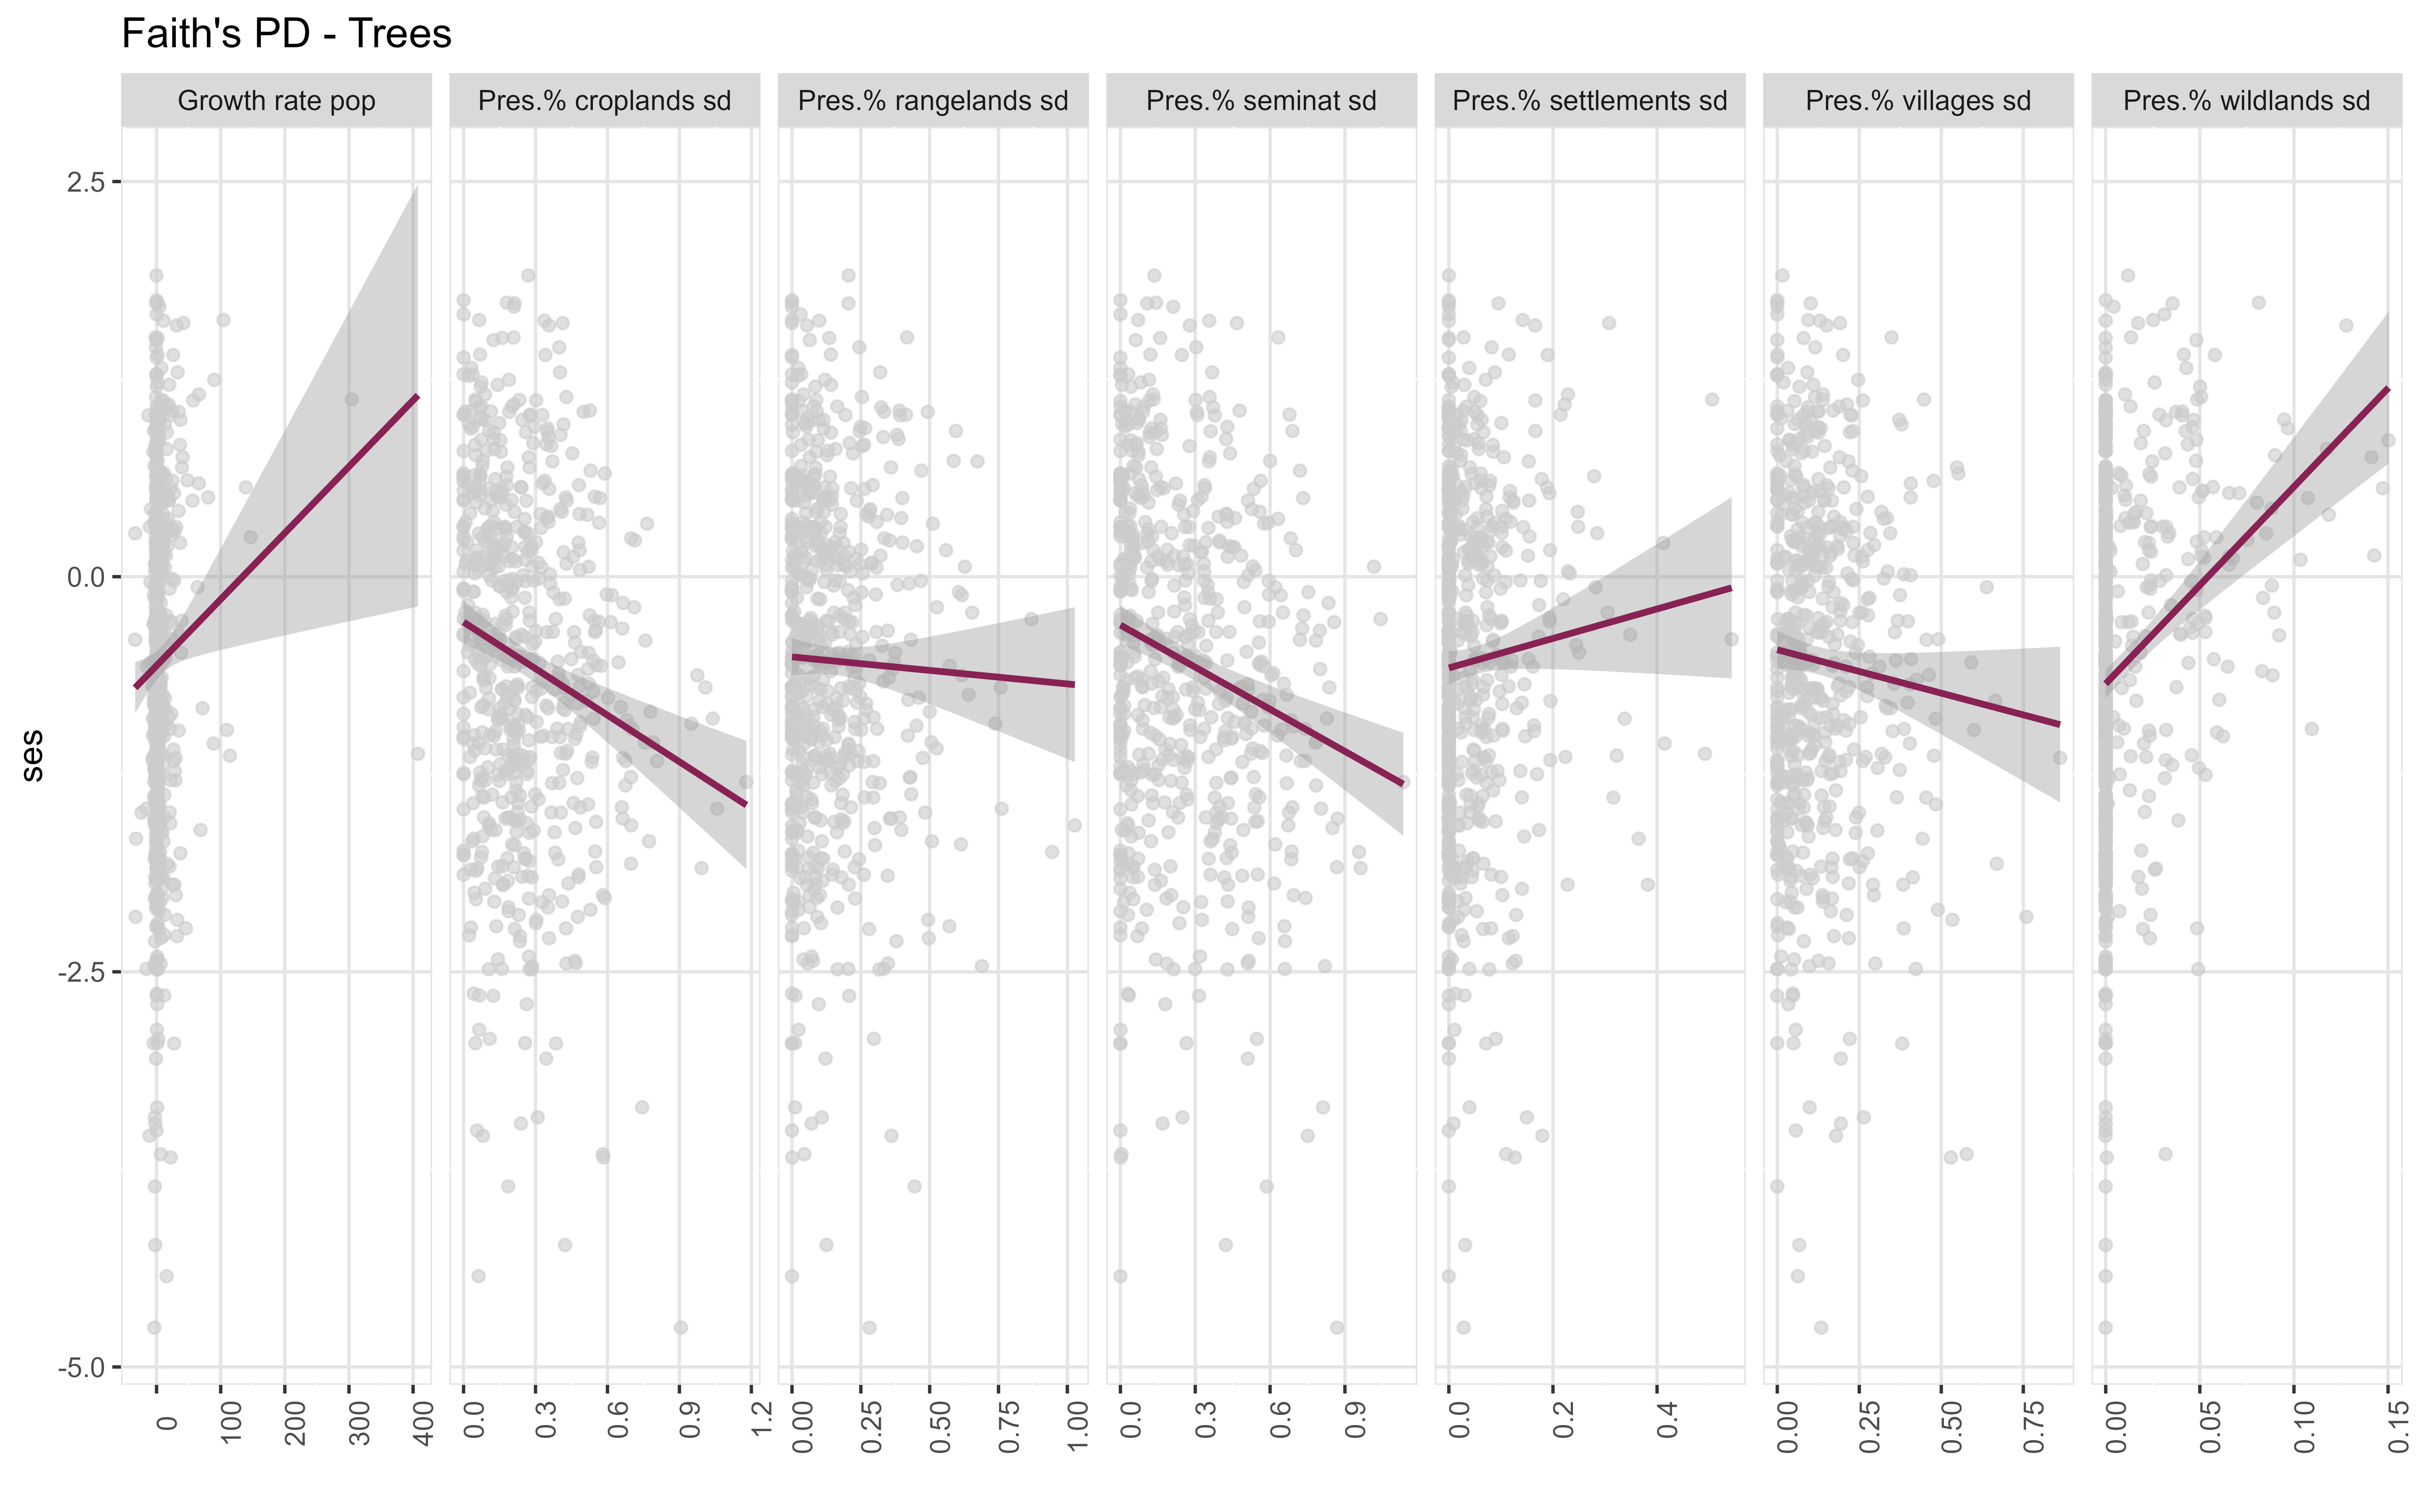 Faith's PD - Trees
Growth rate pop
Pres.% croplands sd
Pres.% rangelands sd
Pres.% seminat sd
Pres.% settlements sd
Pres.% villages sd
Pres.% wildlands sd
ses
2.5
0.0
-2.5
-5.0
0 100 200 300 400
0.0 0.3 0.6 0.9 1.2
0.00 0.25 0.50 0.75 1.00
0.0 0.3 0.6 0.9
0.0 0.2 0.4
0.00 0.25 0.50 0.75
0.00 0.05 0.10 0.15